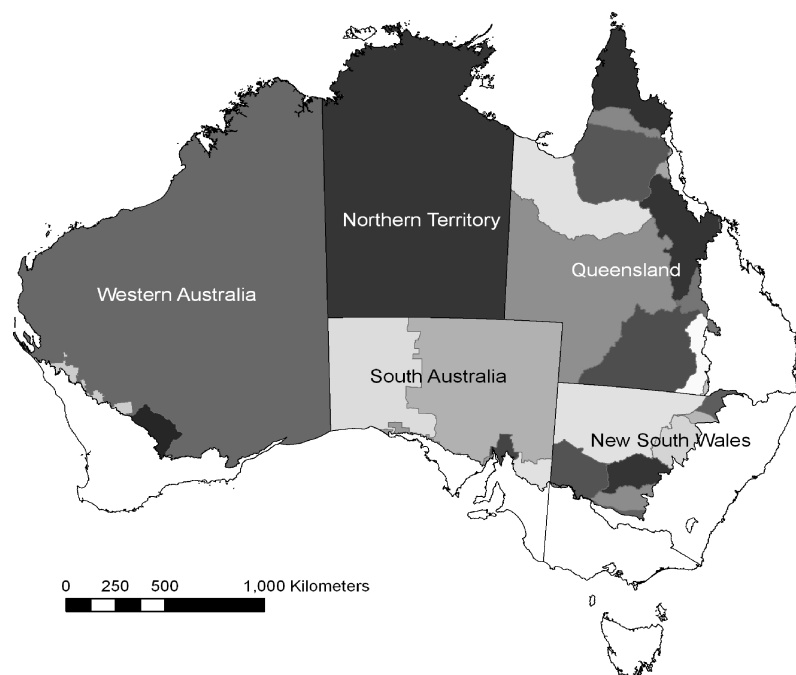 Northern Territory
Queensland
Western Australia
South Australia
New South Wales
0 250 500 1,000 Kilometers